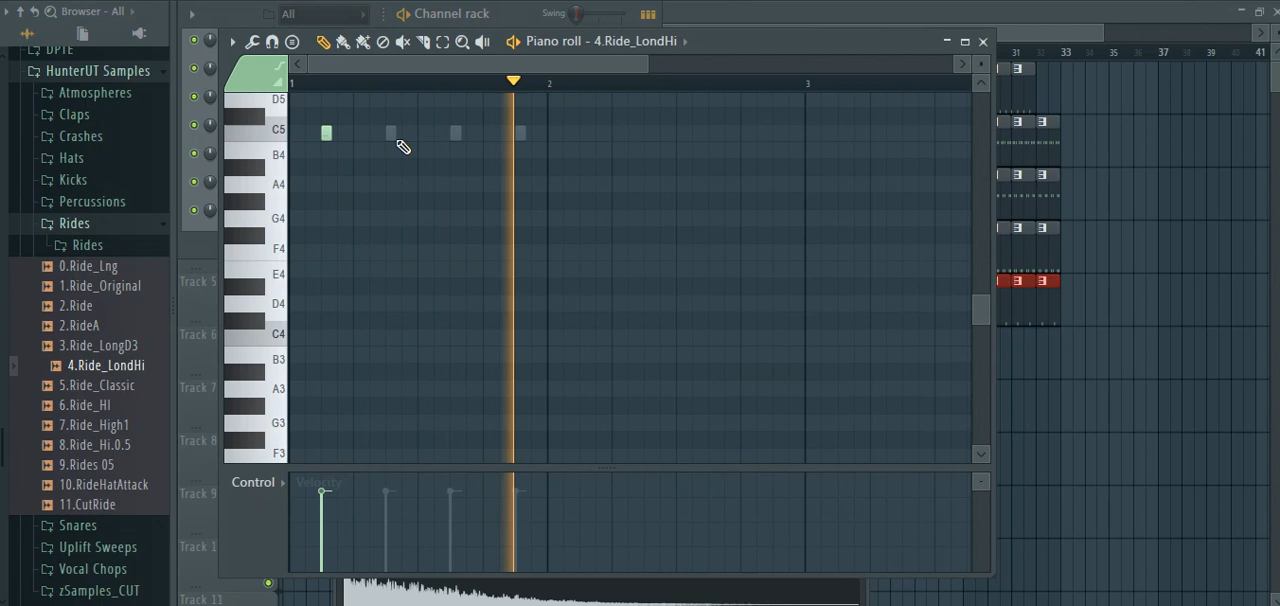 Browser - All
All
Channel rack
Swing
DPTE
HunterUT Samples
Atmospheres
Claps
Crashes
Hats
Kicks
Percussions
Rides
Rides
0.Ride_Lng
1.Ride_Original
2.Ride
2.RideA
3.Ride_LongD3
4.Ride_LondHi
5.Ride_Classic
6.Ride_HI
7.Ride_High1
8.Ride_Hi.0.5
9.Rides 05
10.RideHatAttack
11.CutRide
Snares
Uplift Sweeps
Vocal Chops
zSamples_CUT
Piano roll - 4.Ride_LondHi
1
2
3
D5
C5
B4
A4
G4
F4
E4
D4
C4
B3
A3
G3
F3
Control
Velocity
31 33 35 37 39 41
Track 5
Track 6
Track 7
Track 8
Track 9
Track 1
Track 11